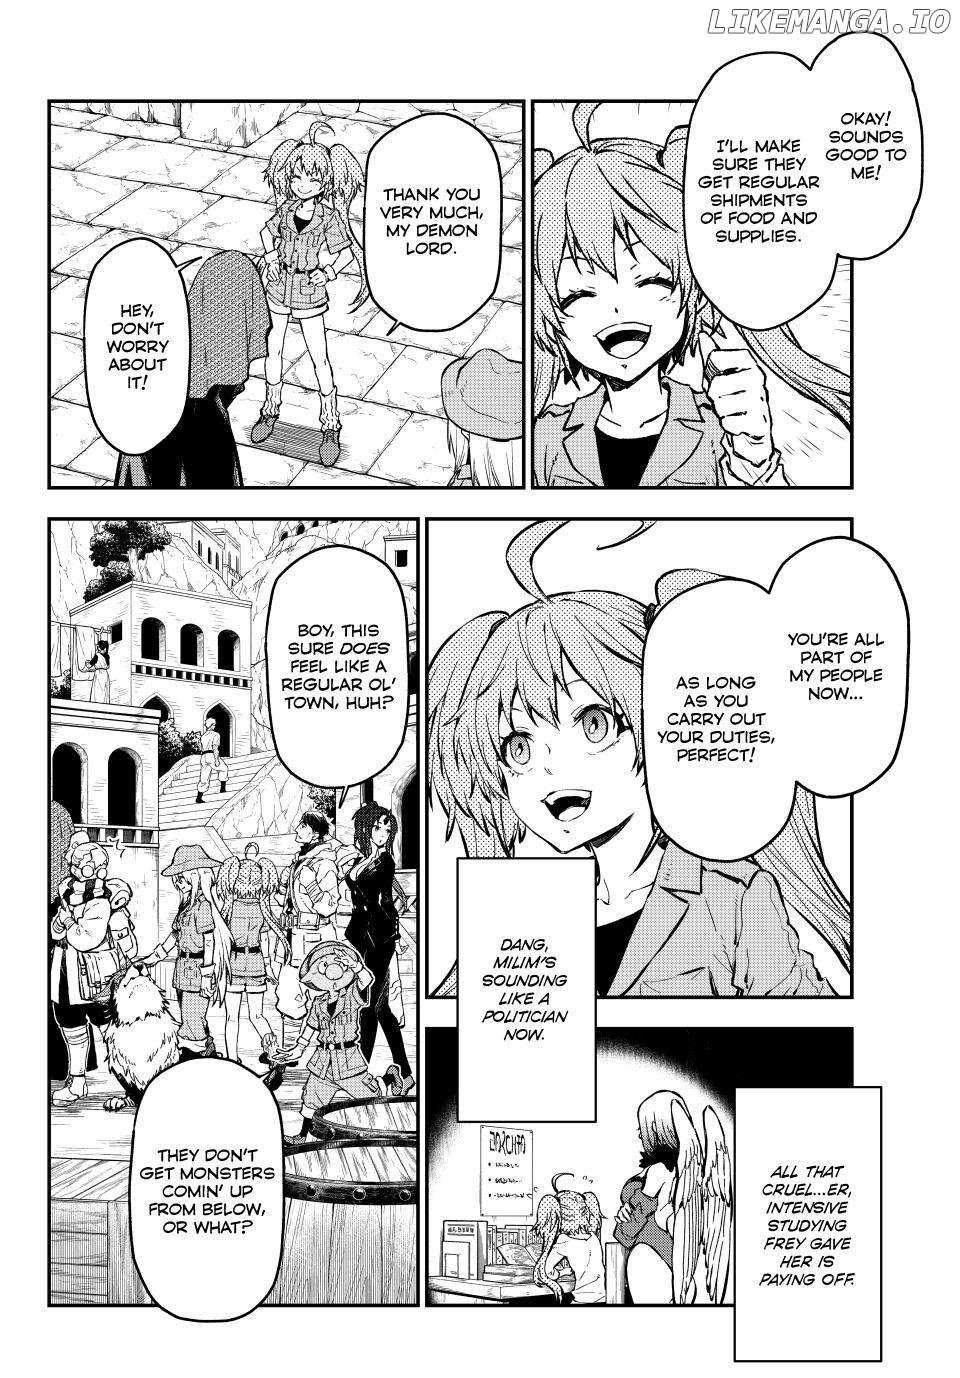 LIKEMANGA.IO
OKAY!
SOUNDS
GOOD TO
ME!
I'LL MAKE
SURE THEY
GET REGULAR
SHIPMENTS
OF FOOD AND
SUPPLIES.
THANK YOU
VERY MUCH,
MY DEMON
LORD.
HEY,
DON'T
WORRY
ABOUT
IT!
YOU'RE ALL
PART OF
MY PEOPLE
NOW...
AS LONG
AS YOU
CARRY OUT
YOUR DUTIES,
PERFECT!
DANG,
MILIM'S
SOUNDING
LIKE A
POLITICIAN
NOW.
ALL THAT
CRUEL...ER,
INTENSIVE
STUDYING
FREY GAVE
HER IS
PAYING OFF.
BOY, THIS
SURE DOES
FEEL LIKE A
REGULAR OL'
TOWN, HUH?
THEY DON'T
GET MONSTERS
COMIN' UP
FROM BELOW,
OR WHAT?